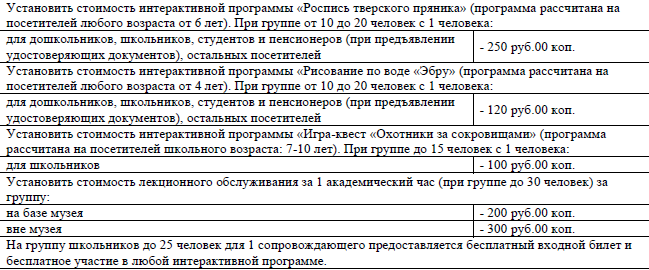 Установить стоимость интерактивной программы «Роспись тверского пряника» (программа рассчитана на
посетителей любого возраста от 6 лет). При группе от 10 до 20 человек с 1 человека:
для дошкольников, школьников, студентов и пенсионеров (при предъявлении
удостоверяющих документов), остальных посетителей
- 250 руб.00 коп.
Установить стоимость интерактивной программы «Рисование по воде «Эбру» (программа рассчитана на
посетителей любого возраста от 4 лет). При группе от 10 до 20 человек с 1 человека:
для дошкольников, школьников, студентов и пенсионеров (при предъявлении
удостоверяющих документов), остальных посетителей
- 120 руб.00 коп.
Установить стоимость интерактивной программы «Игра-квест «Охотники за сокровищами» (программа
рассчитана на посетителей школьного возраста: 7-10 лет). При группе до 15 человек с 1 человека:
для школьников - 100 руб.00 коп.
Установить стоимость лекционного обслуживания за 1 академический час (при группе до 30 человек) за
группу:
на базе музея - 200 руб.00 коп.
вне музея - 300 руб.00 коп.
На группу школьников до 25 человек для 1 сопровождающего предоставляется бесплатный входной билет и
бесплатное участие в любой интерактивной программе.